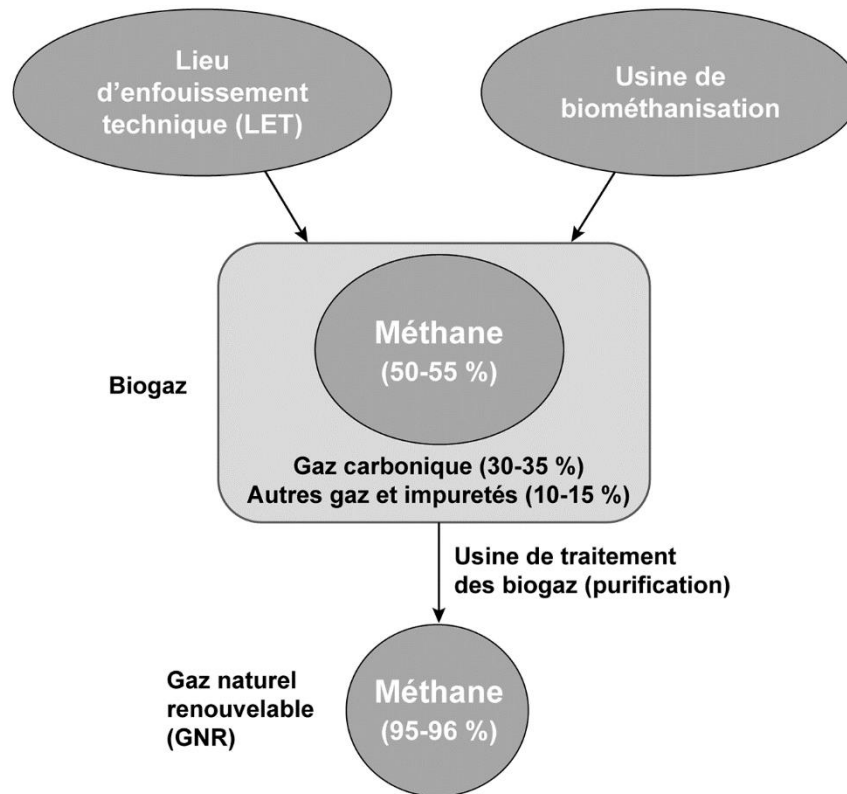 Lieu
d'enfouissement
technique (LET)
Usine de
biométhanisation
Méthane
(50-55 %)
Biogaz
Gaz carbonique (30-35 %)
Autres gaz et impuretés (10-15 %)
Usine de traitement
des biogaz (purification)
Gaz naturel
renouvelable
(GNR)
Méthane
(95-96 %)